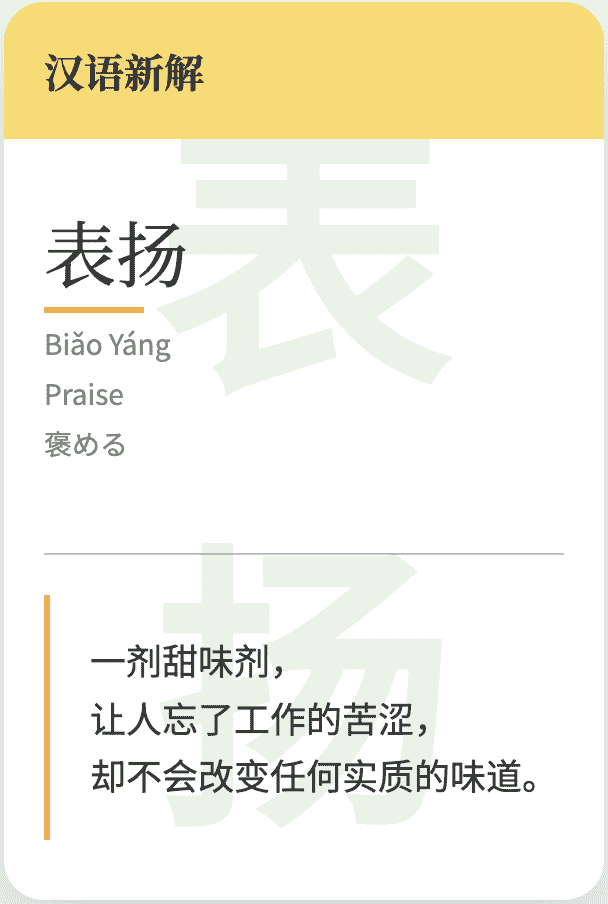 汉语新解
表扬
Biǎo Yáng
Praise
褒める
一剂甜味剂，
让人忘了工作的苦涩，
却不会改变任何实质的味道。
表
扬